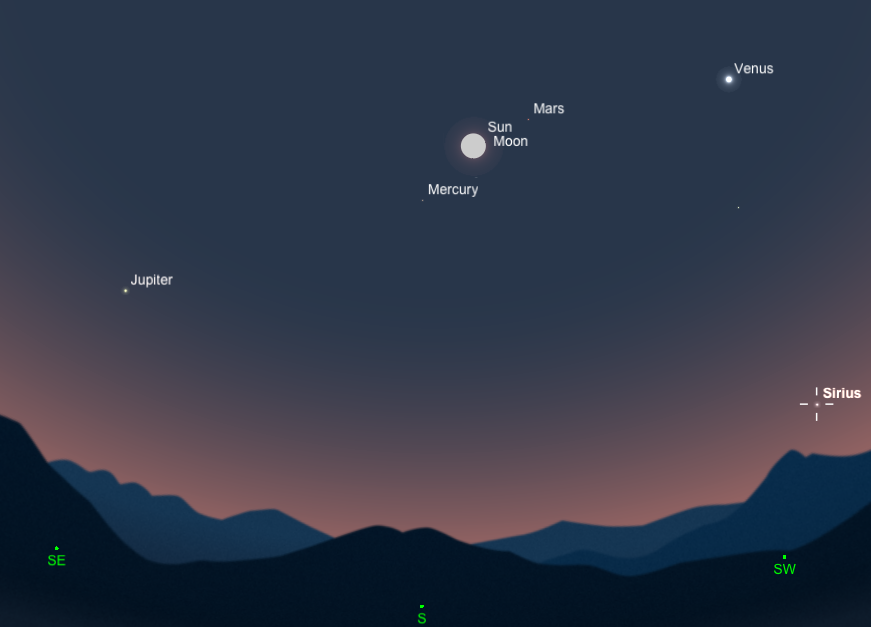 Venus
Mars
Sun
Moon
Mercury
Jupiter
Sirius
SE
SW
S